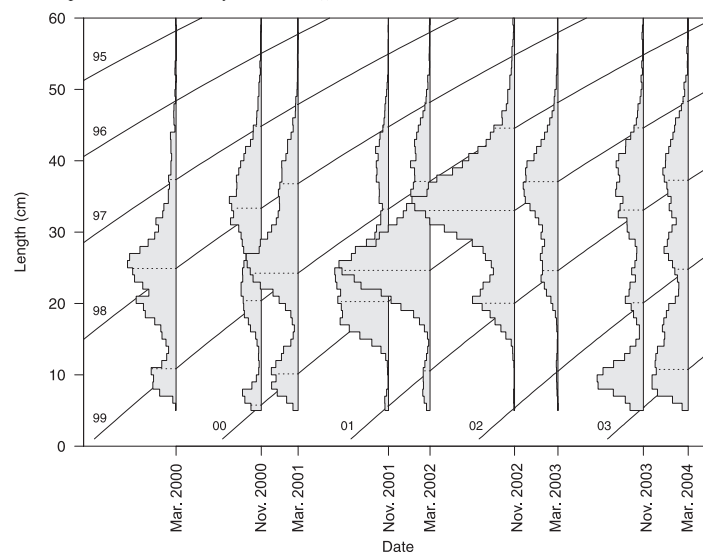 60
50
40
30
20
10
0
Length (cm)
95
96
97
98
99
00
01
02
03
Mar. 2000
Nov. 2000
Mar. 2001
Nov. 2001
Mar. 2002
Nov. 2002
Mar. 2003
Nov. 2003
Mar. 2004
Date